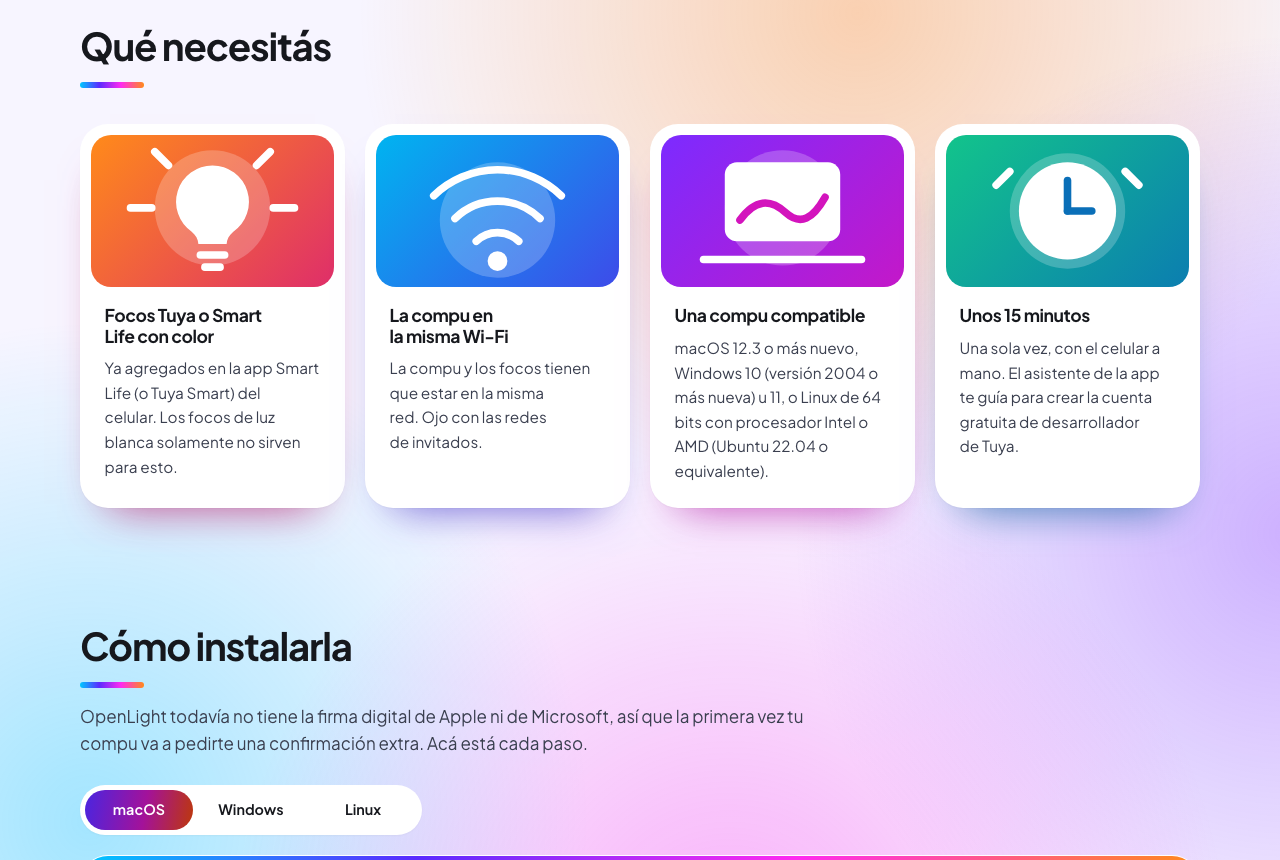 Qué necesitás
Focos Tuya o Smart
Life con color
Ya agregados en la app Smart
Life (o Tuya Smart) del
celular. Los focos de luz
blanca solamente no sirven
para esto.
La compu en
la misma Wi-Fi
La compu y los focos tienen
que estar en la misma
red. Ojo con las redes
de invitados.
Una compu compatible
macOS 12.3 o más nuevo,
Windows 10 (versión 2004 o
más nueva) u 11, o Linux de 64
bits con procesador Intel o
AMD (Ubuntu 22.04 o
equivalente).
Unos 15 minutos
Una sola vez, con el celular a
mano. El asistente de la app
te guía para crear la cuenta
gratuita de desarrollador
de Tuya.
Cómo instalarla
OpenLight todavía no tiene la firma digital de Apple ni de Microsoft, así que la primera vez tu
compu va a pedirte una confirmación extra. Acá está cada paso.
macOS
Windows
Linux